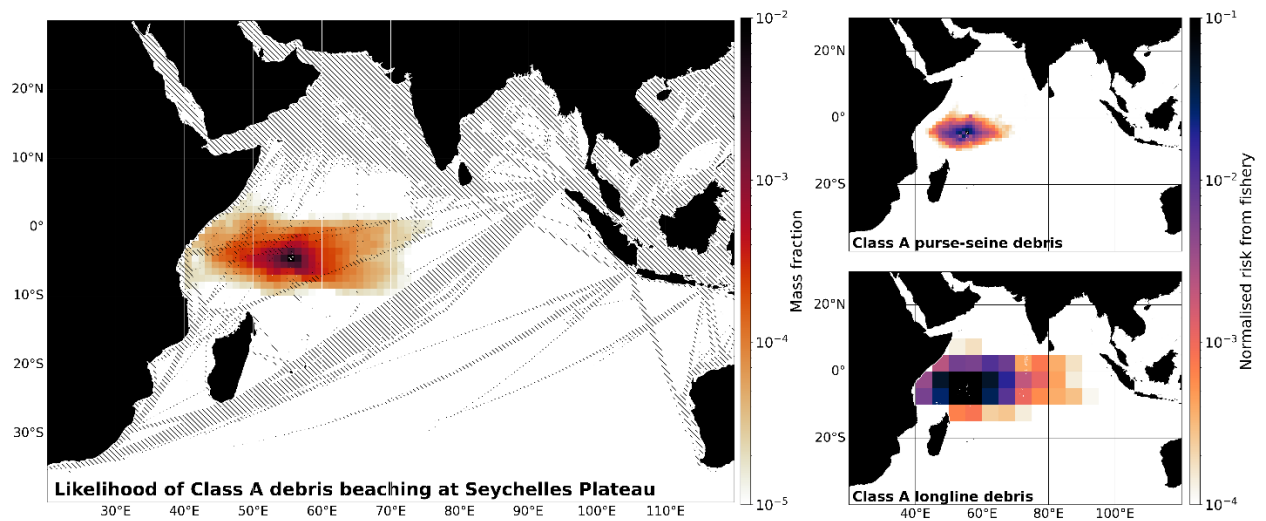 20°N
10°N
0°
10°S
20°S
30°S
30°E
40°E
50°E
60°E
70°E
80°E
90°E
100°E
110°E
Likelihood of Class A debris beaching at Seychelles Plateau
10⁻²
10⁻³
10⁻⁴
10⁻⁵
Mass fraction
20°N
0°
20°S
Class A purse-seine debris
20°N
0°
20°S
Class A longline debris
40°E
60°E
80°E
100°E
10⁻¹
10⁻²
10⁻³
10⁻⁴
Normalised risk from fishery